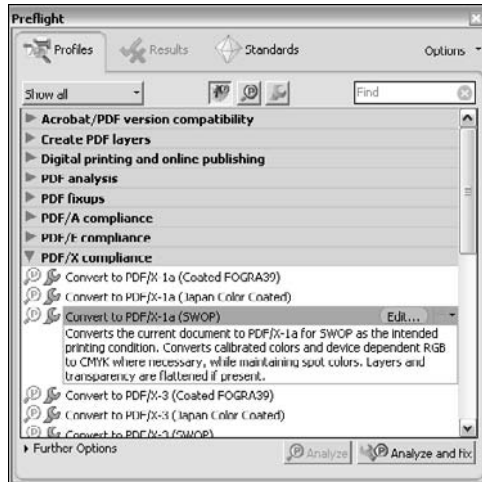 Preflight
Profiles Results Standards Options
Show all Find
Acrobat/PDF version compatibility
Create PDF layers
Digital printing and online publishing
PDF analysis
PDF fixups
PDF/A compliance
PDF/E compliance
PDF/X compliance
Convert to PDF/X-1a (Coated FOGRA39)
Convert to PDF/X-1a (Japan Color Coated)
Convert to PDF/X-1a (SWOP) Edit...
Converts the current document to PDF/X-1a for SWOP as the intended
printing condition. Converts calibrated colors and device dependent RGB
to CMYK where necessary, while maintaining spot colors. Layers and
transparency are flattened if present.
Convert to PDF/X-3 (Coated FOGRA39)
Convert to PDF/X-3 (Japan Color Coated)
Convert to PDF/X-3 (SWOP)
Further Options Analyze Analyze and fix